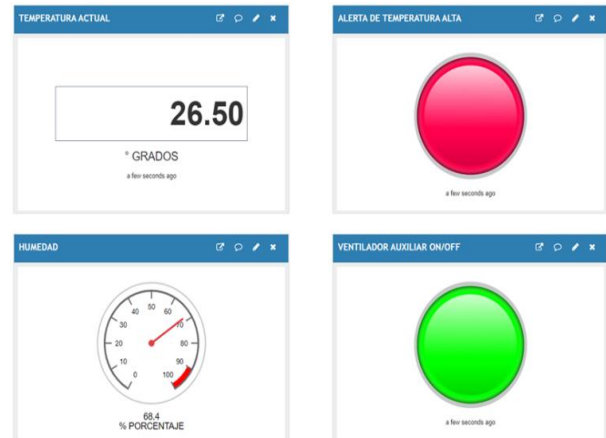 TEMPERATURA ACTUAL
26.50
° GRADOS
a few seconds ago
ALERTA DE TEMPERATURA ALTA
a few seconds ago
HUMEDAD
0
10
20
30
40
50
60
70
80
90
100
68.4
% PORCENTAJE
VENTILADOR AUXILIAR ON/OFF
a few seconds ago